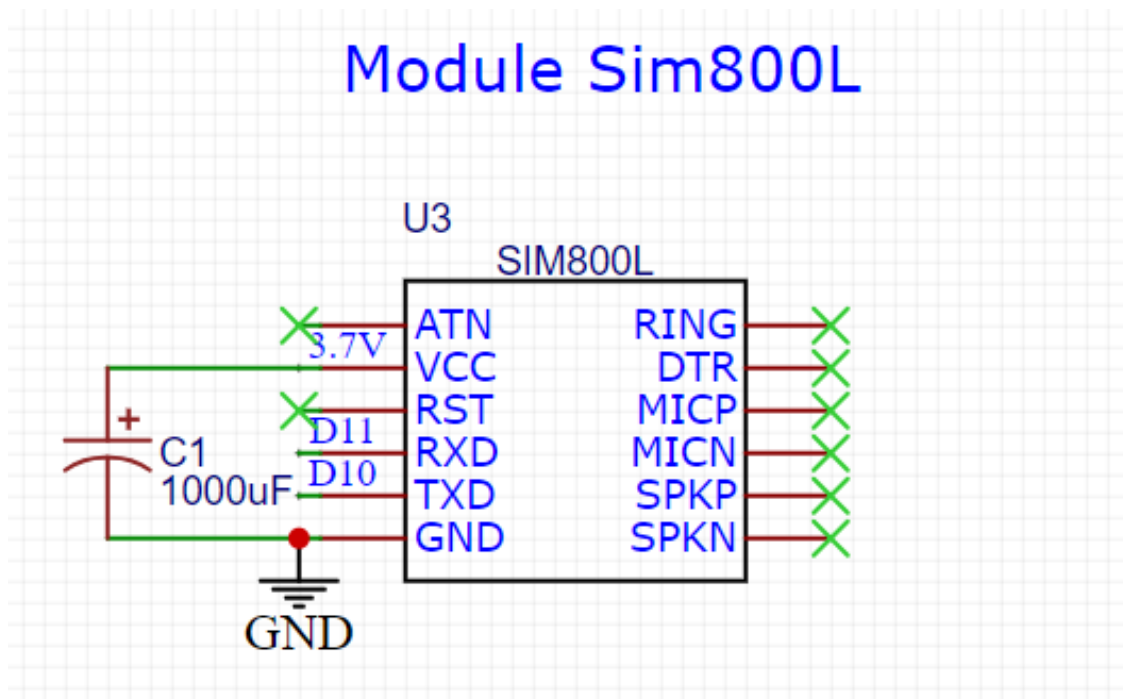 Module Sim800L
U3
SIM800L
ATN
RING
3.7V
VCC
DTR
RST
MICP
D11
RXD
MICN
C1
D10
TXD
SPKP
1000uF
GND
SPKN
GND